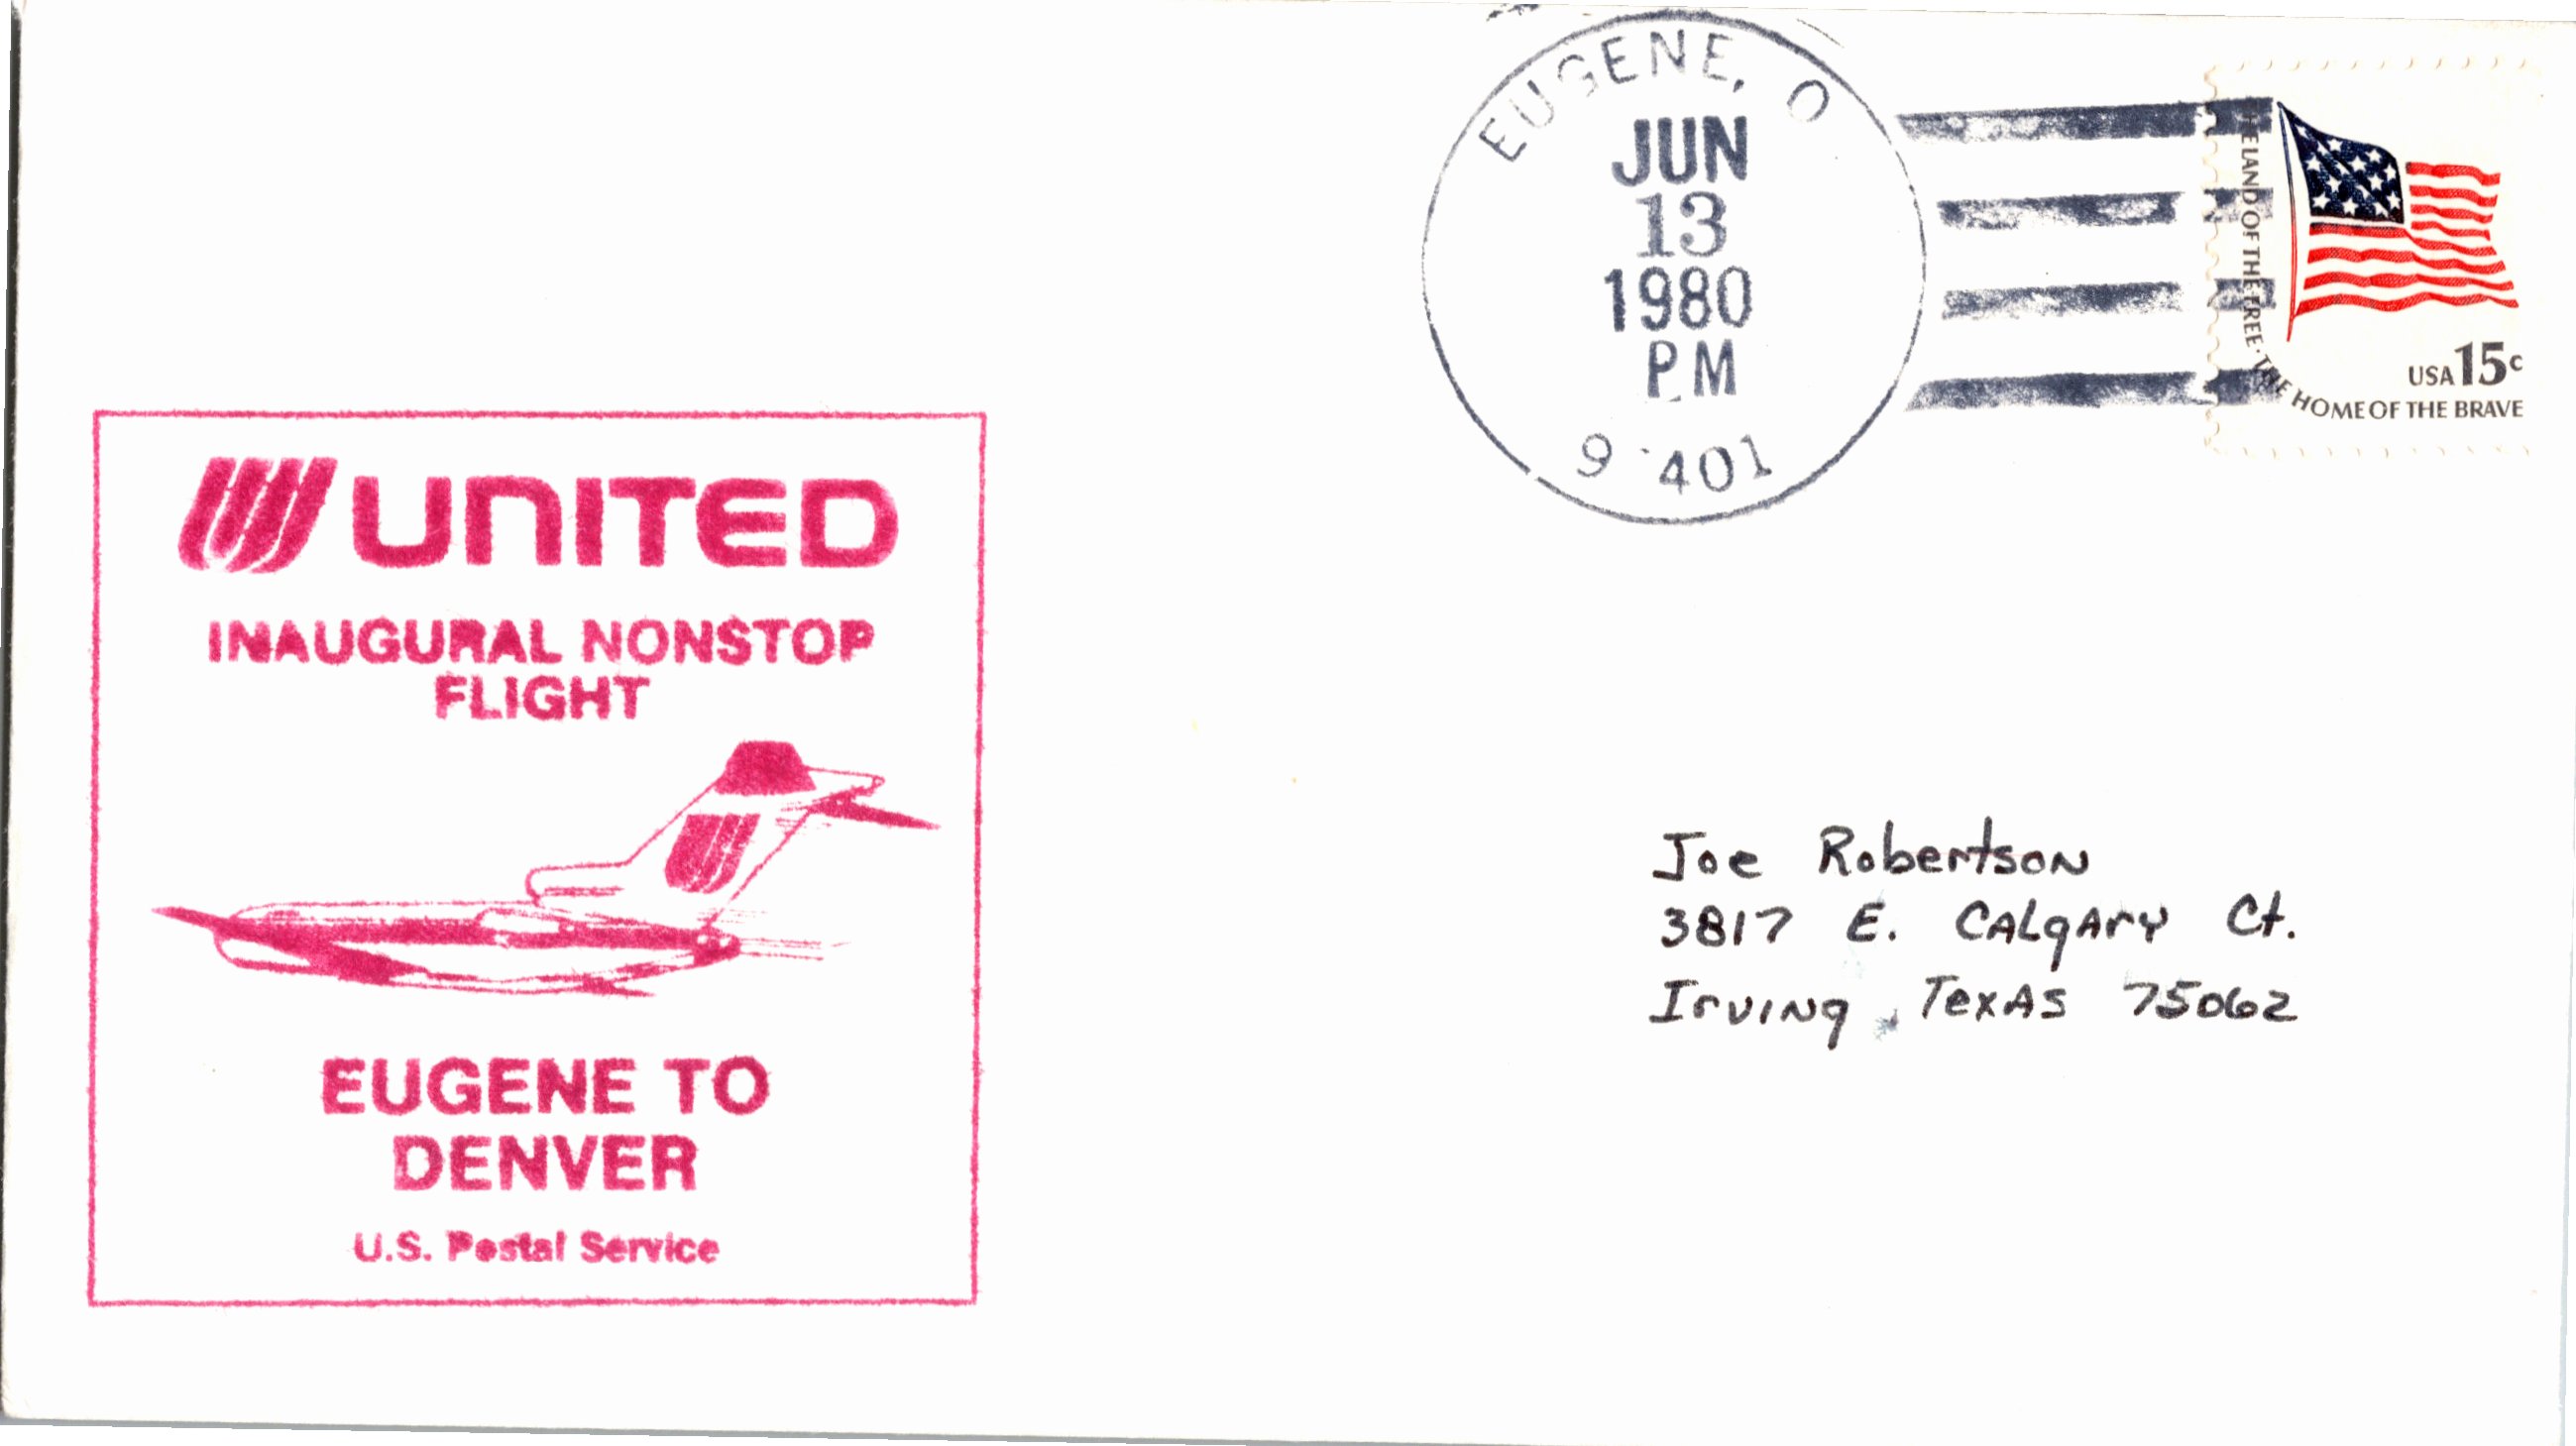 EUGENE, O
JUN
13
1980
PM
9 401
E LAND OF THE FREE · THE HOME OF THE BRAVE
USA 15c
UNITED
INAUGURAL NONSTOP
FLIGHT
EUGENE TO
DENVER
U.S. Postal Service
Joe Robertson
3817 E. Calgary Ct.
Irving, Texas 75062